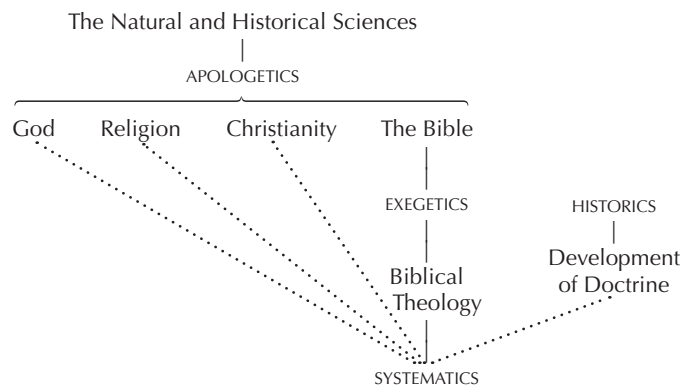 The Natural and Historical Sciences
APOLOGETICS
God Religion Christianity The Bible
EXEGETICS
HISTORICS
Development
of Doctrine
Biblical
Theology
SYSTEMATICS